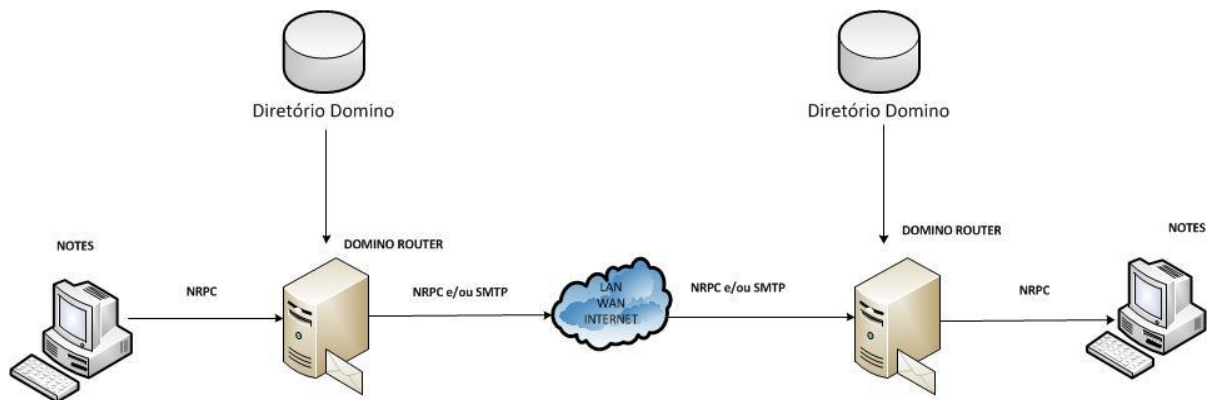 Diretório Domino
Diretório Domino
DOMINO ROUTER
DOMINO ROUTER
NOTES
NOTES
NRPC
NRPC e/ou SMTP
LAN
WAN
INTERNET
NRPC e/ou SMTP
NRPC